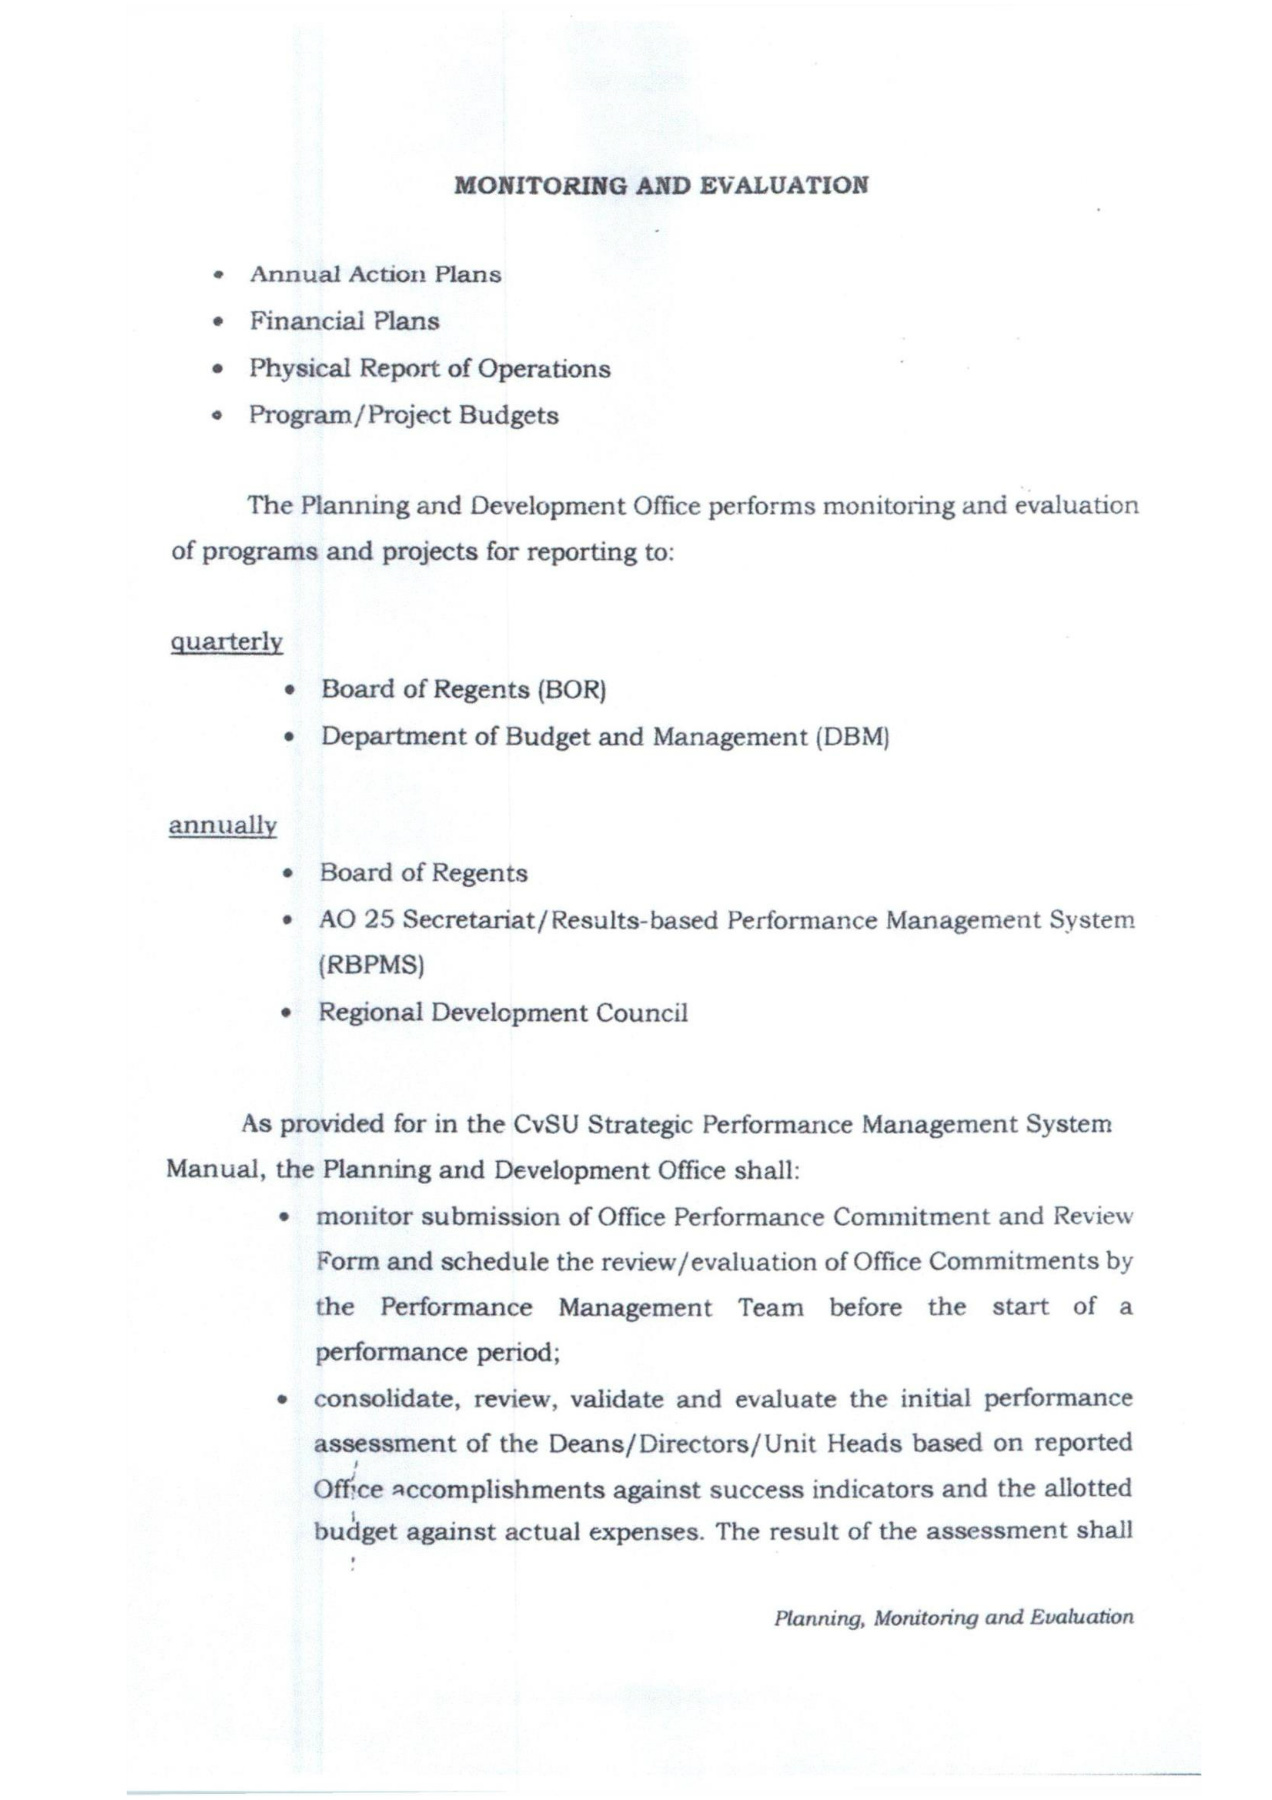 MONITORING AND EVALUATION
• Annual Action Plans
• Financial Plans
• Physical Report of Operations
• Program/Project Budgets
The Planning and Development Office performs monitoring and evaluation
of programs and projects for reporting to:
quarterly
• Board of Regents (BOR)
• Department of Budget and Management (DBM)
annually
• Board of Regents
• AO 25 Secretariat/Results-based Performance Management System
(RBPMS)
• Regional Development Council
As provided for in the CvSU Strategic Performance Management System
Manual, the Planning and Development Office shall:
• monitor submission of Office Performance Commitment and Review
Form and schedule the review/evaluation of Office Commitments by
the Performance Management Team before the start of a
performance period;
• consolidate, review, validate and evaluate the initial performance
assessment of the Deans/Directors/Unit Heads based on reported
Office accomplishments against success indicators and the allotted
budget against actual expenses. The result of the assessment shall
Planning, Monitoring and Evaluation